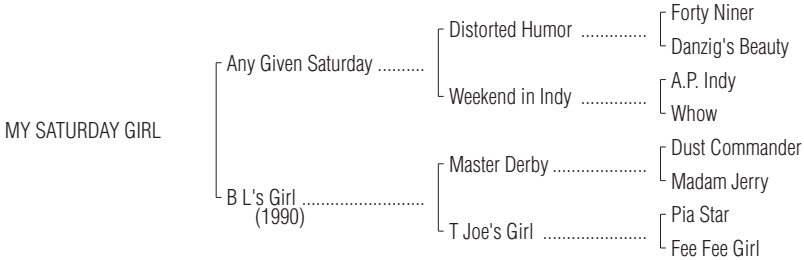 Forty Niner
Distorted Humor ..............
Danzig's Beauty
Any Given Saturday ..........
A.P. Indy
Weekend in Indy ..............
Whow
MY SATURDAY GIRL
Dust Commander
Master Derby ....................
Madam Jerry
B L's Girl ..........................
(1990)
Pia Star
T Joe's Girl ......................
Fee Fee Girl